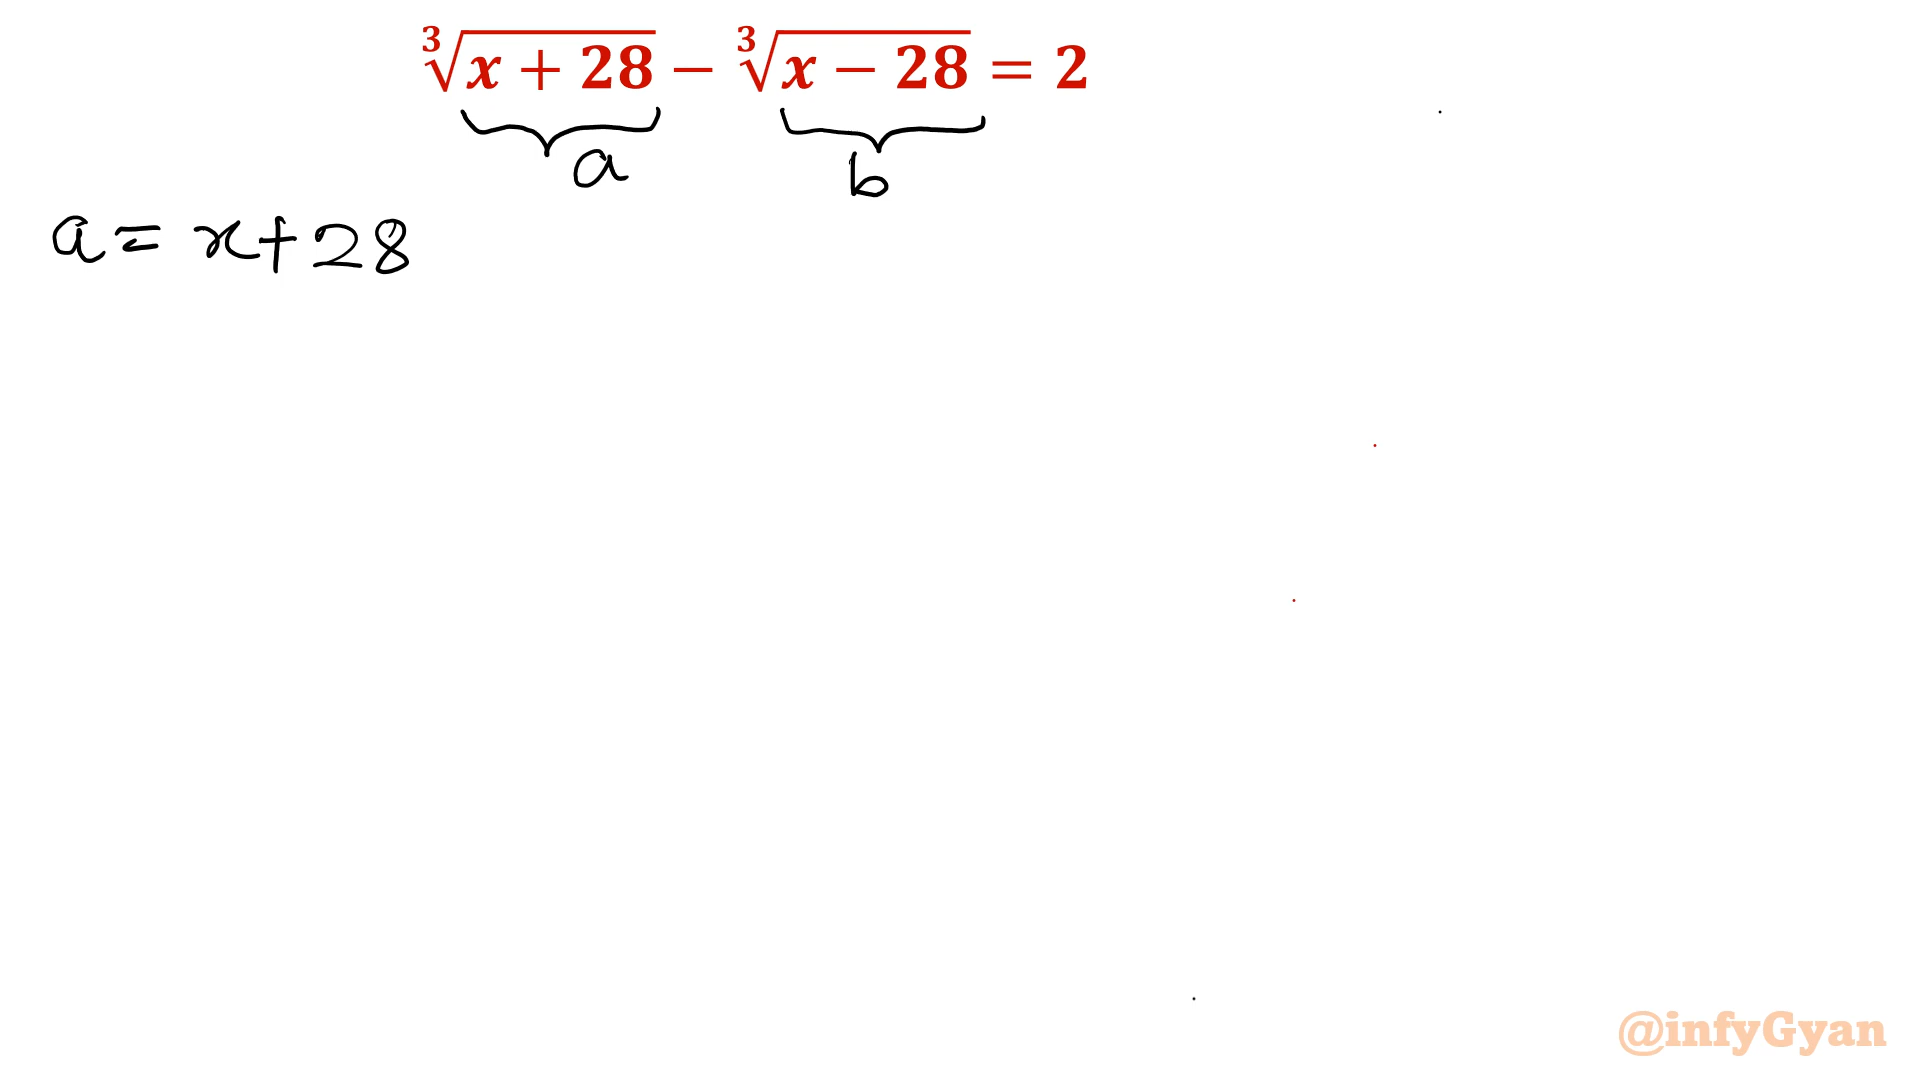 ∛(x + 28) − ∛(x − 28) = 2
a b
a = x + 28
@infyGyan